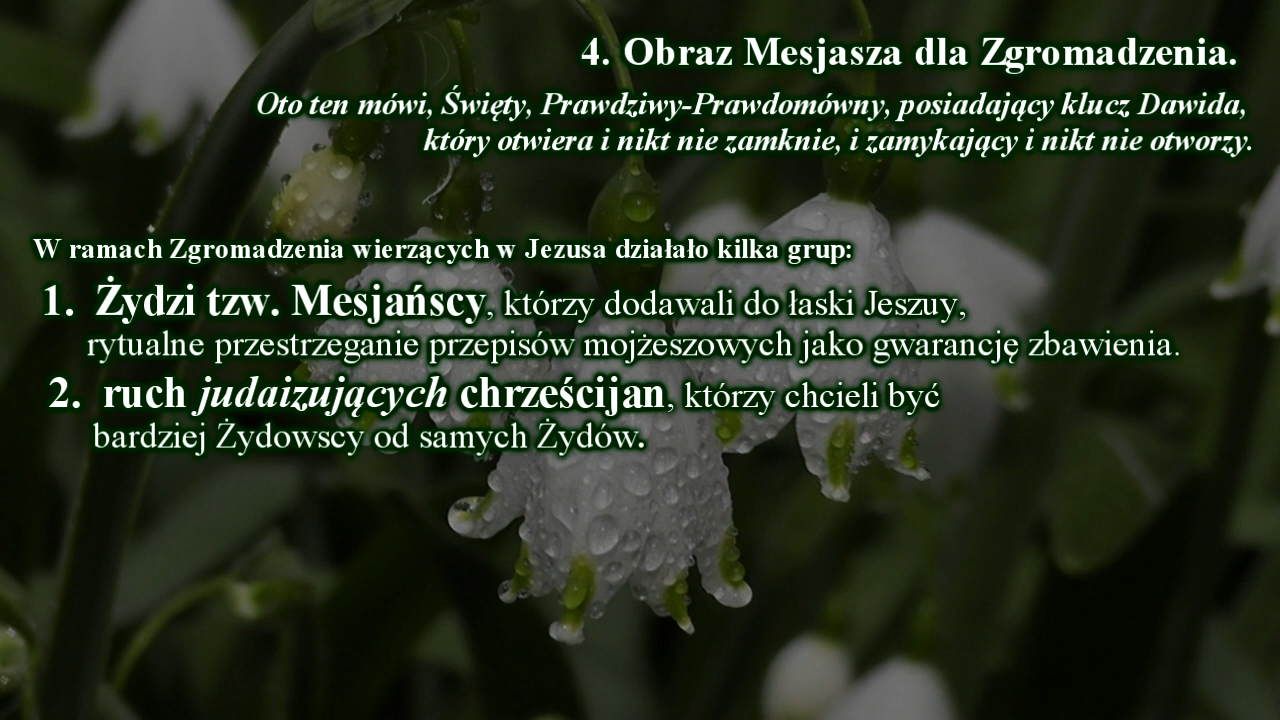 4. Obraz Mesjasza dla Zgromadzenia.
Oto ten mówi, Święty, Prawdziwy-Prawdomówny, posiadający klucz Dawida,
który otwiera i nikt nie zamknie, i zamykający i nikt nie otworzy.
W ramach Zgromadzenia wierzących w Jezusa działało kilka grup:
1. Żydzi tzw. Mesjańscy, którzy dodawali do łaski Jeszuy,
rytualne przestrzeganie przepisów mojżeszowych jako gwarancję zbawienia.
2. ruch judaizujących chrześcijan, którzy chcieli być
bardziej Żydowscy od samych Żydów.